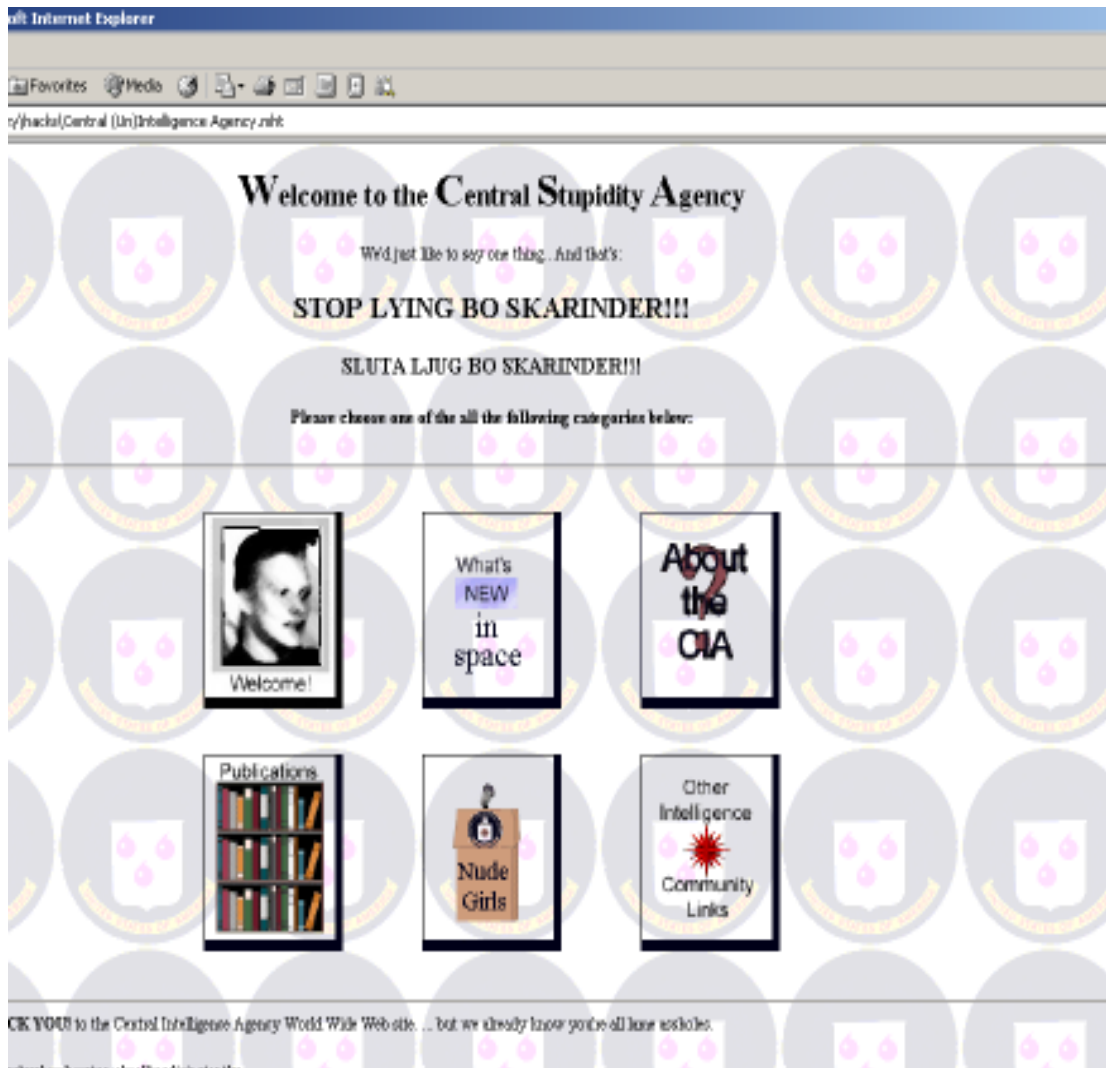 oft Internet Explorer
Favorites Media
cy\hacks\Central (Un)Intelligence Agency.mht
Welcome to the Central Stupidity Agency
We'd just like to say one thing.. And that's:
STOP LYING BO SKARINDER!!!
SLUTA LJUG BO SKARINDER!!!
Please choose one of the all the following categories below:
Welcome!
What's
NEW
in
space
About
the
CIA
?
Publications
Nude
Girls
Other
Intelligence
Community
Links
CK YOU! to the Central Intelligence Agency World Wide Web site. ... but we already know you're all lame assholes.